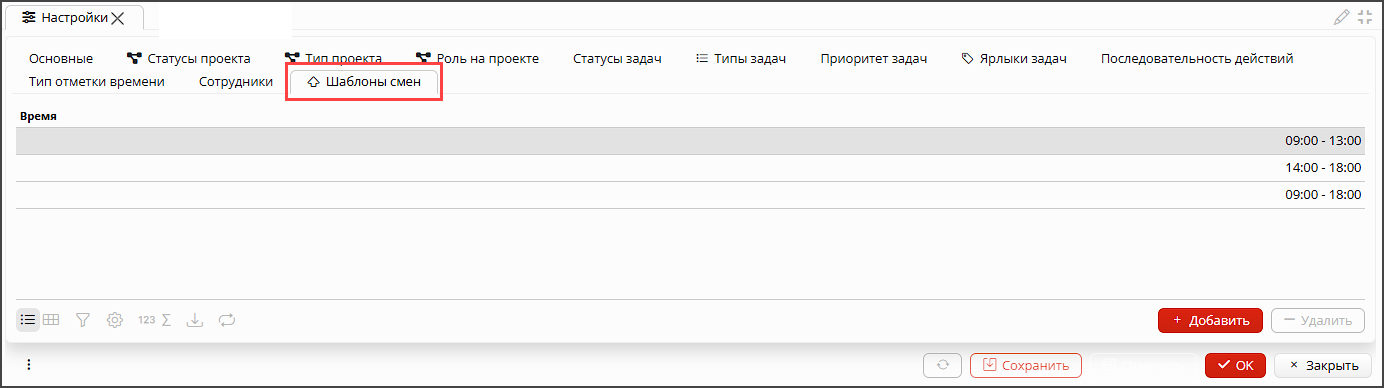 Настройки
Основные Статусы проекта Тип проекта Роль на проекте Статусы задач Типы задач Приоритет задач Ярлыки задач Последовательность действий
Тип отметки времени Сотрудники Шаблоны смен
Время
09:00 - 13:00
14:00 - 18:00
09:00 - 18:00
123 Σ + Добавить — Удалить
Сохранить OK × Закрыть